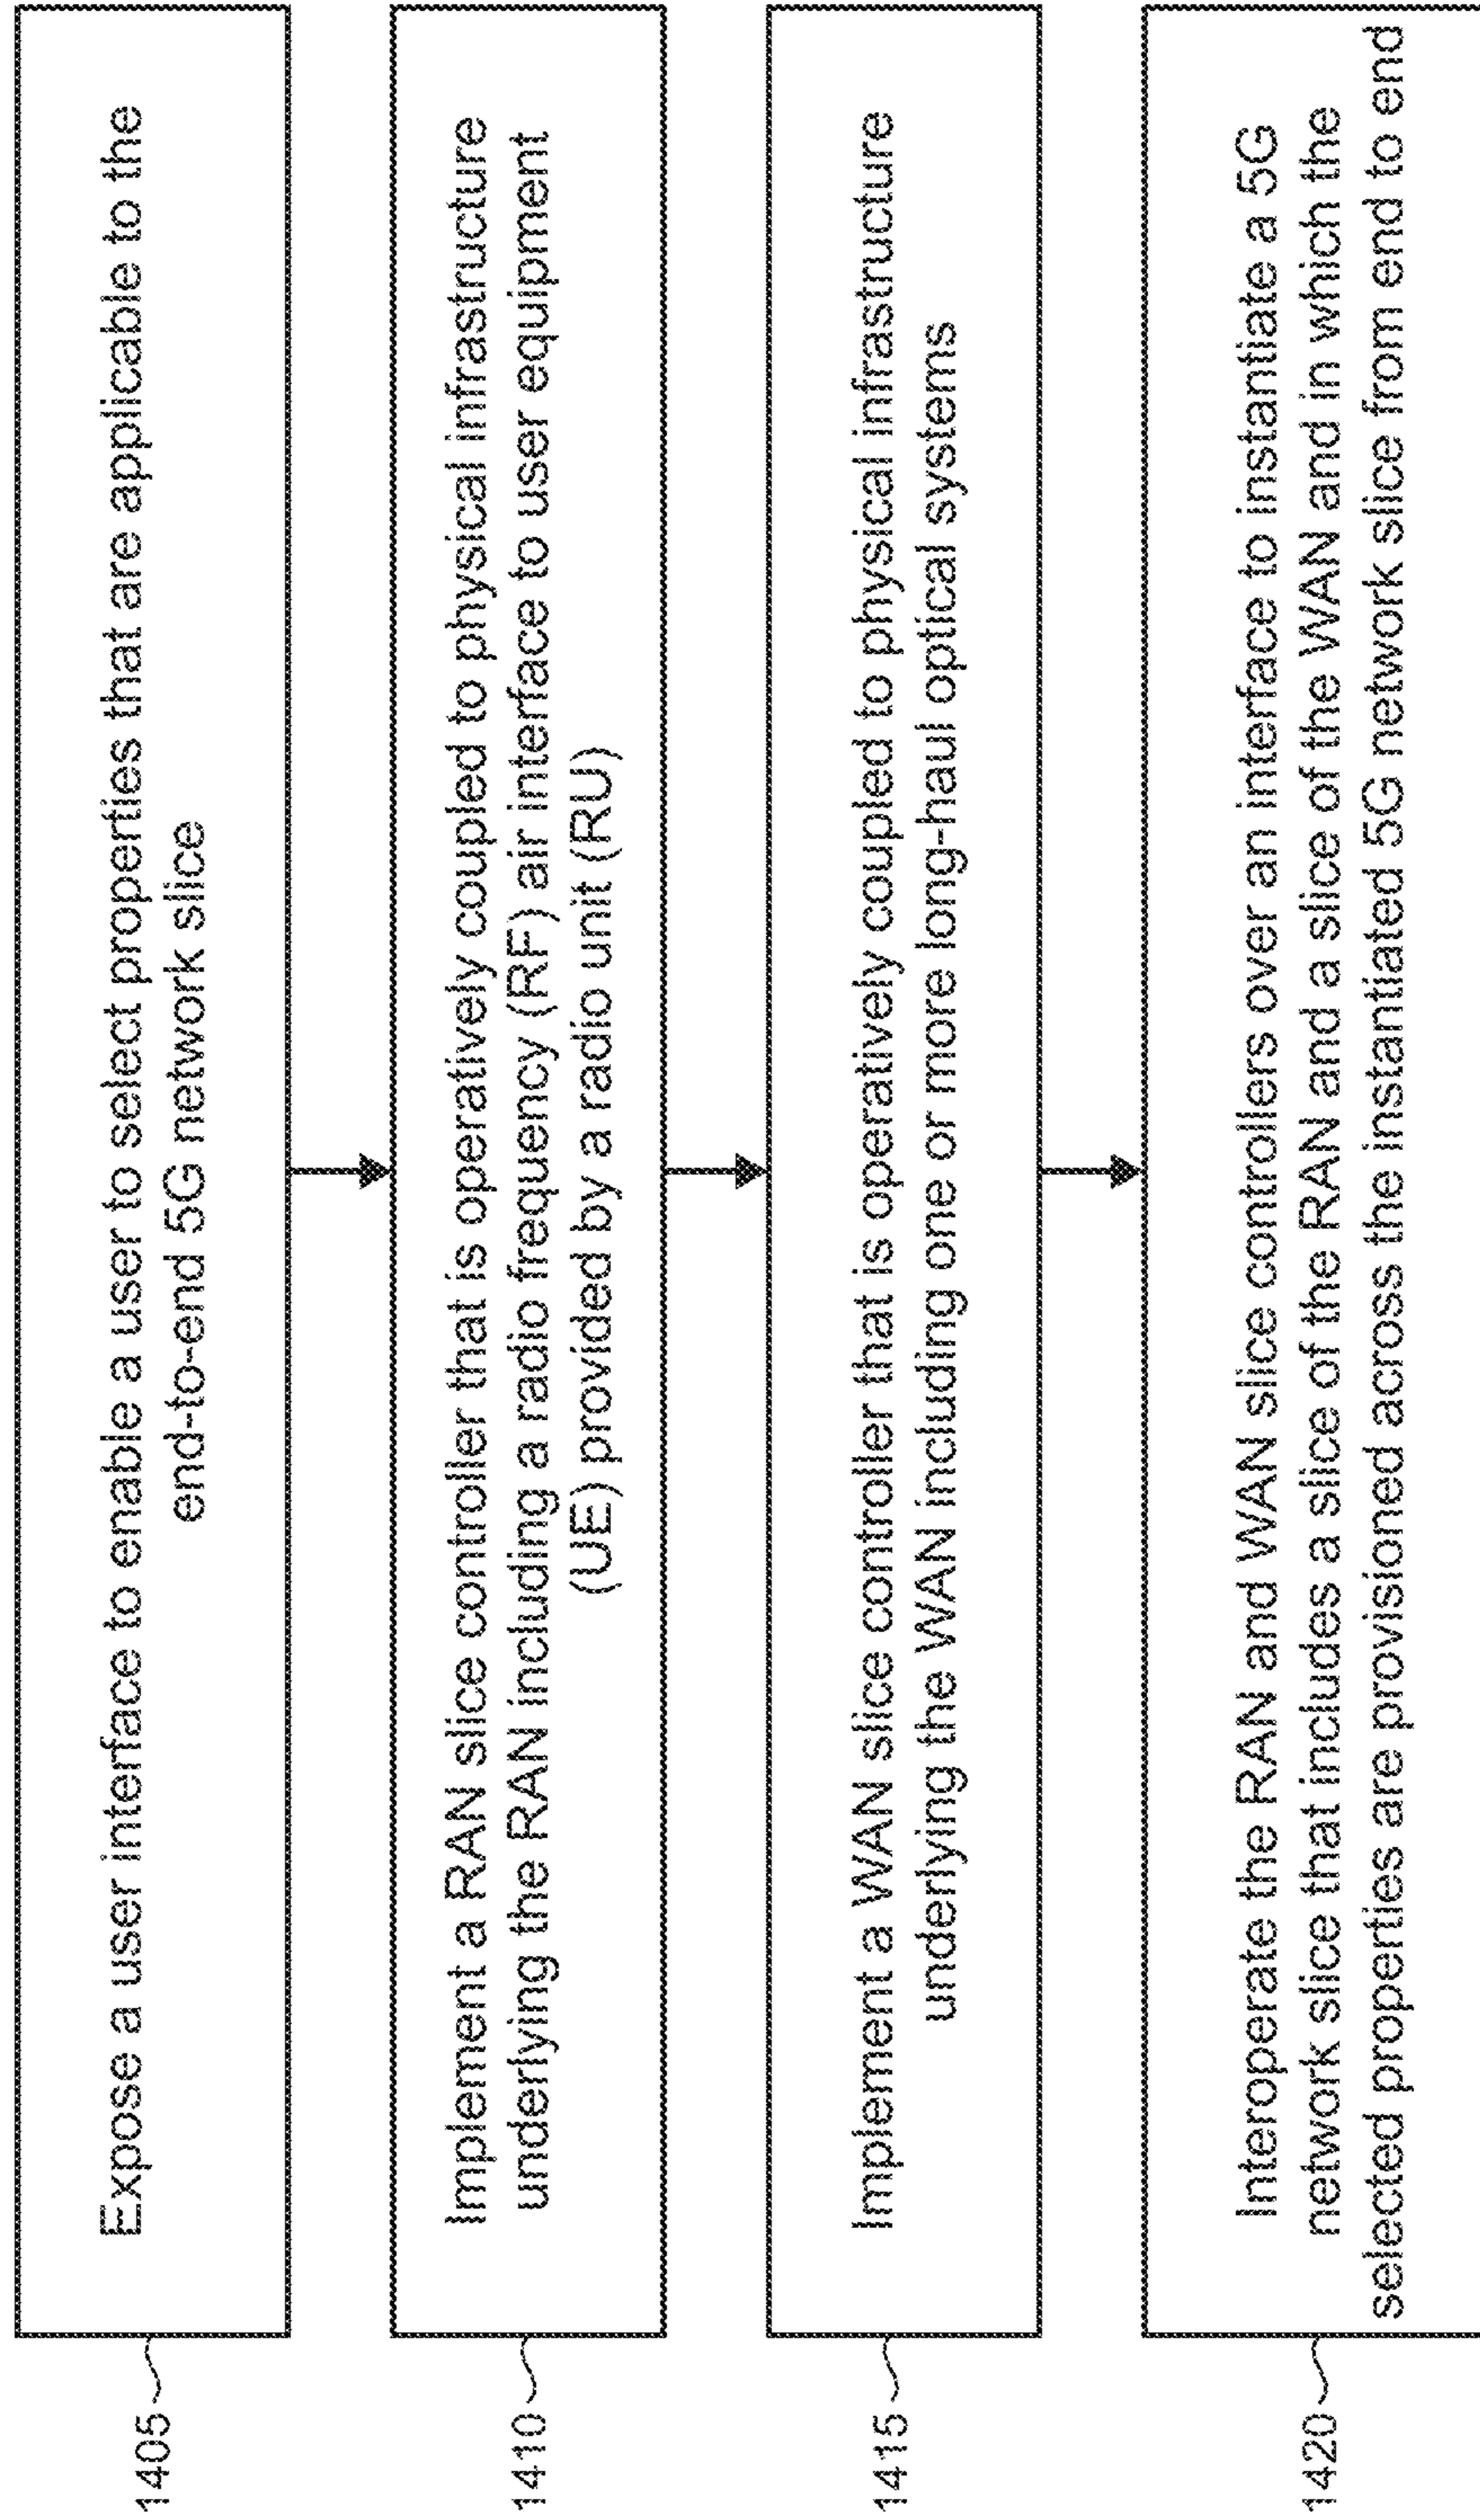 1405
Expose a user interface to enable a user to select properties that are applicable to the
end-to-end 5G network slice
1410
Implement a RAN slice controller that is operatively coupled to physical infrastructure
underlying the RAN including a radio frequency (RF) air interface to user equipment
(UE) provided by a radio unit (RU)
1415
Implement a WAN slice controller that is operatively coupled to physical infrastructure
underlying the WAN including one or more long-haul optical systems
1420
Interoperate the RAN and WAN slice controllers over an interface to instantiate a 5G
network slice that includes a slice of the RAN and a slice of the WAN and in which the
selected properties are provisioned across the instantiated 5G network slice from end to end